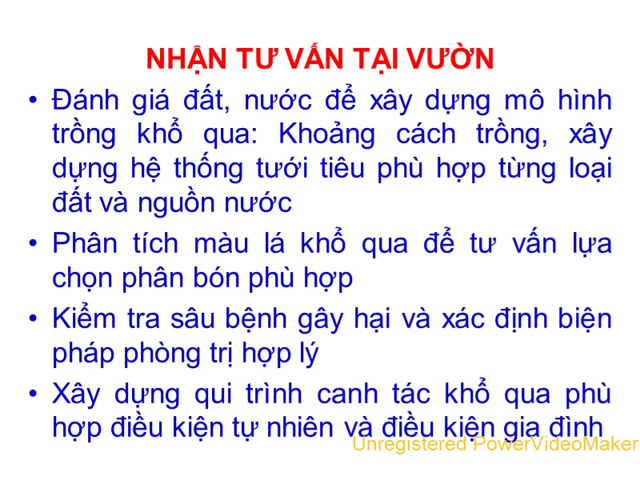 NHẬN TƯ VẤN TẠI VƯỜN
• Đánh giá đất, nước để xây dựng mô hình
trồng khổ qua: Khoảng cách trồng, xây
dựng hệ thống tưới tiêu phù hợp từng loại
đất và nguồn nước
• Phân tích màu lá khổ qua để tư vấn lựa
chọn phân bón phù hợp
• Kiểm tra sâu bệnh gây hại và xác định biện
pháp phòng trị hợp lý
• Xây dựng qui trình canh tác khổ qua phù
hợp điều kiện tự nhiên và điều kiện gia đình
Unregistered PowerVideoMaker